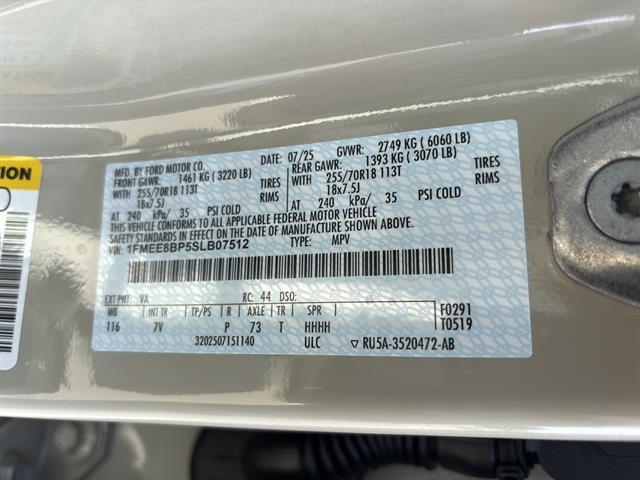 MFD. BY FORD MOTOR CO.
DATE: 07/25 GVWR: 2749 KG ( 6060 LB)
FRONT GAWR: 1461 KG ( 3220 LB)
REAR GAWR: 1393 KG ( 3070 LB)
WITH 255/70R18 113T TIRES
WITH 255/70R18 113T TIRES
18x7.5J RIMS
18x7.5J RIMS
AT 240 kPa/ 35 PSI COLD
AT 240 kPa/ 35 PSI COLD
THIS VEHICLE CONFORMS TO ALL APPLICABLE FEDERAL MOTOR VEHICLE
SAFETY AND THEFT PREVENTION STANDARDS IN EFFECT ON THE DATE OF
VIN: 1FMEE8BP5SLB07512
TYPE: MPV
EXT PNT: VA RC: 44 DSO:
WB INT TR TP/PS R AXLE TR SPR
116 7V P 73 T HHHH
F0291
T0519
3202507151140 ULC ▽ RU5A-3520472-AB